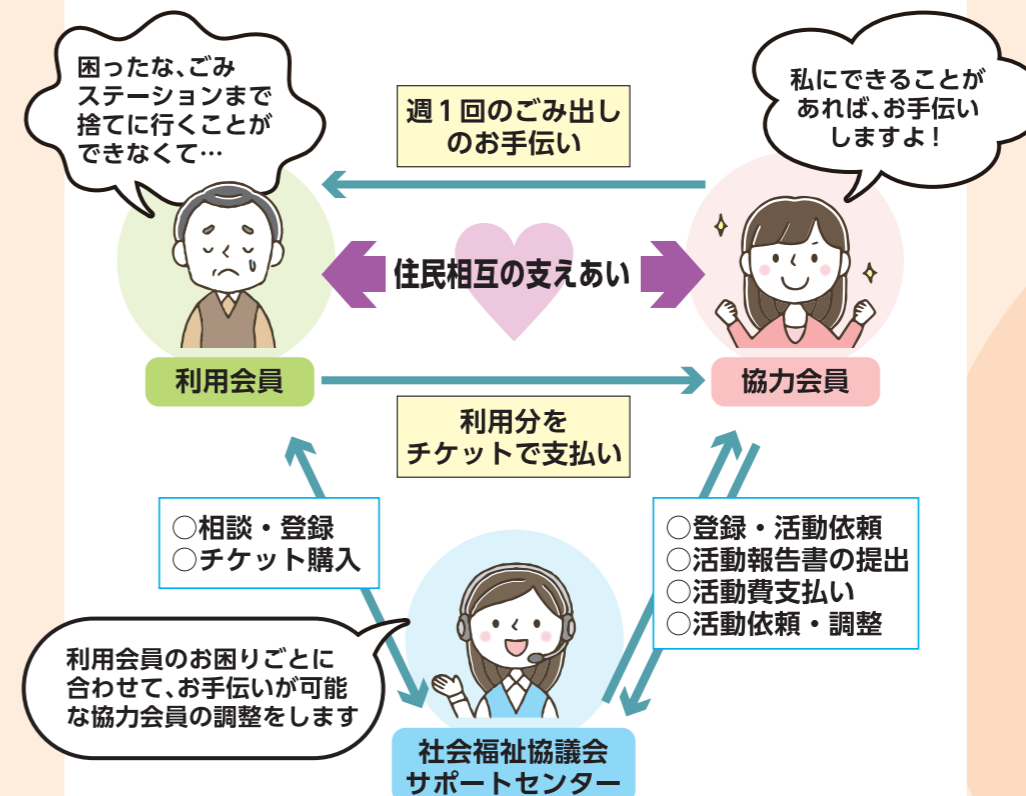 困ったな、ごみ
ステーションまで
捨てに行くことが
できなくて…
週1回のごみ出し
のお手伝い
私にできることが
あれば、お手伝い
しますよ！
住民相互の支えあい
利用会員
協力会員
利用分を
チケットで支払い
○相談・登録
○チケット購入
○登録・活動依頼
○活動報告書の提出
○活動費支払い
○活動依頼・調整
利用会員のお困りごとに
合わせて、お手伝いが可能
な協力会員の調整をします
社会福祉協議会
サポートセンター